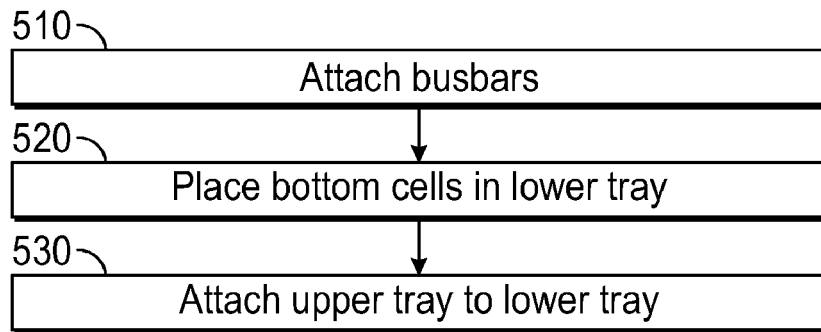 510
Attach busbars
520
Place bottom cells in lower tray
530
Attach upper tray to lower tray